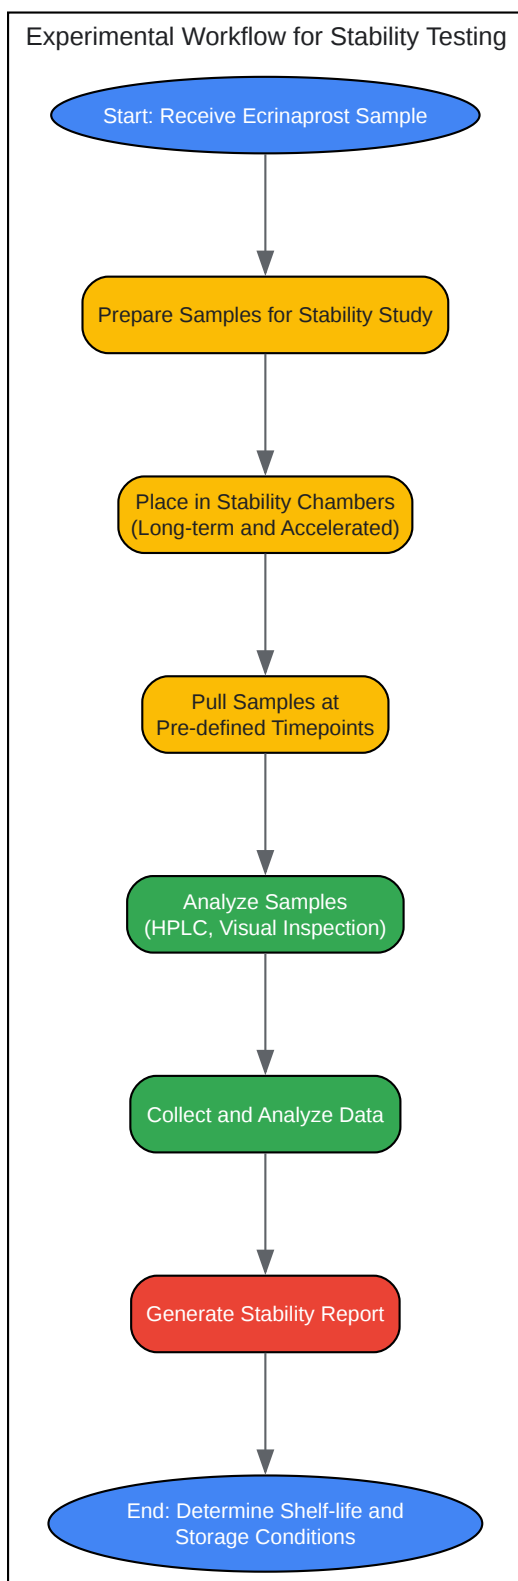 Experimental Workflow for Stability Testing
Start: Receive Ecrinaprost Sample
Prepare Samples for Stability Study
Place in Stability Chambers
(Long-term and Accelerated)
Pull Samples at
Pre-defined Timepoints
Analyze Samples
(HPLC, Visual Inspection)
Collect and Analyze Data
Generate Stability Report
End: Determine Shelf-life and
Storage Conditions